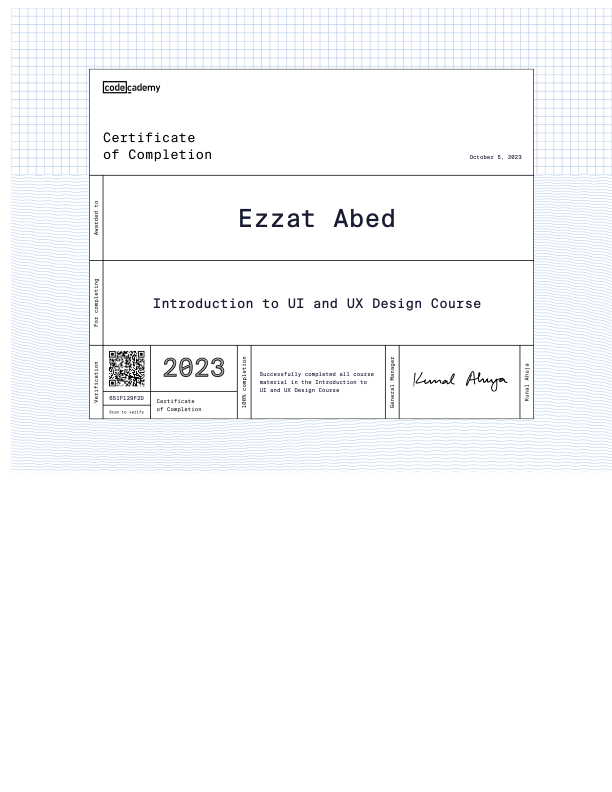 codecademy
Certificate
of Completion
October 5, 2023
Awarded to
Ezzat Abed
For completing
Introduction to UI and UX Design Course
Verification
651F129F2D
Scan to verify
2023
Certificate
of Completion
100% completion
Successfully completed all course
material in the Introduction to
UI and UX Design Course
General Manager
Kunal Ahuja
Kunal Ahuja